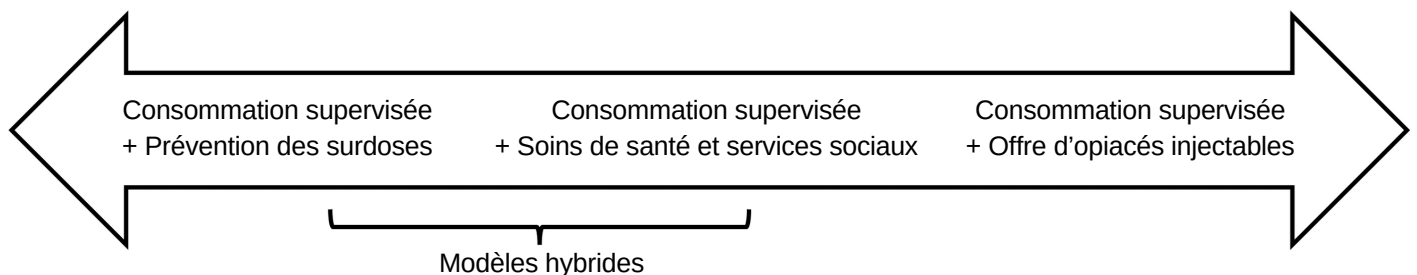 Consommation supervisée
+ Prévention des surdoses
Consommation supervisée
+ Soins de santé et services sociaux
Consommation supervisée
+ Offre d'opiacés injectables
Modèles hybrides